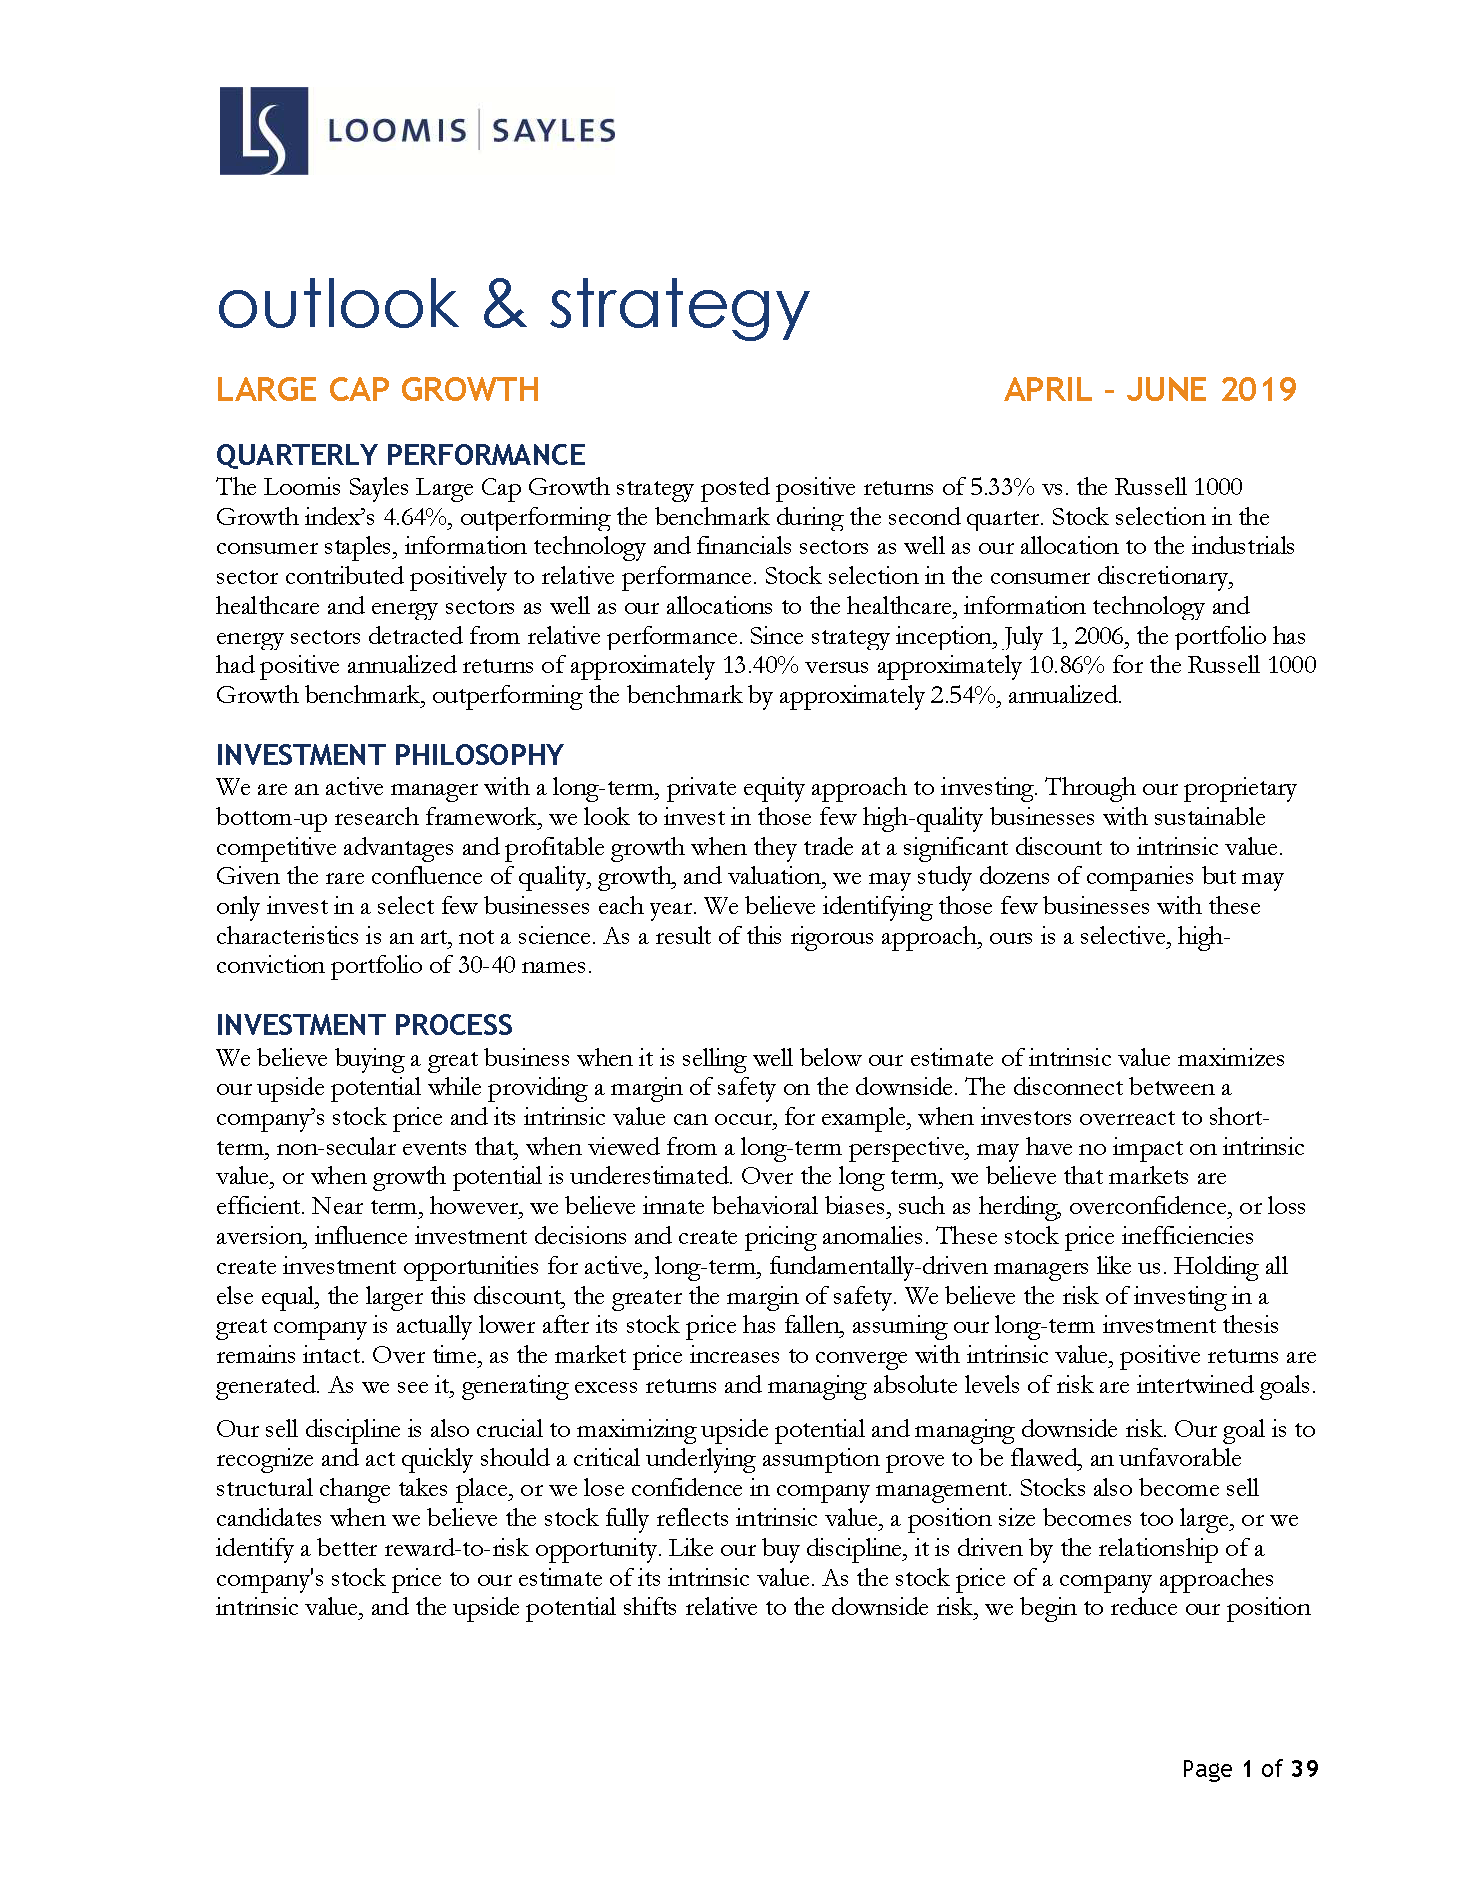 LS LOOMIS | SAYLES
outlook & strategy
LARGE CAP GROWTH APRIL - JUNE 2019
QUARTERLY PERFORMANCE
The Loomis Sayles Large Cap Growth strategy posted positive returns of 5.33% vs. the Russell 1000
Growth index’s 4.64%, outperforming the benchmark during the second quarter. Stock selection in the
consumer staples, information technology and financials sectors as well as our allocation to the industrials
sector contributed positively to relative performance. Stock selection in the consumer discretionary,
healthcare and energy sectors as well as our allocations to the healthcare, information technology and
energy sectors detracted from relative performance. Since strategy inception, July 1, 2006, the portfolio has
had positive annualized returns of approximately 13.40% versus approximately 10.86% for the Russell 1000
Growth benchmark, outperforming the benchmark by approximately 2.54%, annualized.
INVESTMENT PHILOSOPHY
We are an active manager with a long-term, private equity approach to investing. Through our proprietary
bottom-up research framework, we look to invest in those few high-quality businesses with sustainable
competitive advantages and profitable growth when they trade at a significant discount to intrinsic value.
Given the rare confluence of quality, growth, and valuation, we may study dozens of companies but may
only invest in a select few businesses each year. We believe identifying those few businesses with these
characteristics is an art, not a science. As a result of this rigorous approach, ours is a selective, high-
conviction portfolio of 30-40 names.
INVESTMENT PROCESS
We believe buying a great business when it is selling well below our estimate of intrinsic value maximizes
our upside potential while providing a margin of safety on the downside. The disconnect between a
company’s stock price and its intrinsic value can occur, for example, when investors overreact to short-
term, non-secular events that, when viewed from a long-term perspective, may have no impact on intrinsic
value, or when growth potential is underestimated. Over the long term, we believe that markets are
efficient. Near term, however, we believe innate behavioral biases, such as herding, overconfidence, or loss
aversion, influence investment decisions and create pricing anomalies. These stock price inefficiencies
create investment opportunities for active, long-term, fundamentally-driven managers like us. Holding all
else equal, the larger this discount, the greater the margin of safety. We believe the risk of investing in a
great company is actually lower after its stock price has fallen, assuming our long-term investment thesis
remains intact. Over time, as the market price increases to converge with intrinsic value, positive returns are
generated. As we see it, generating excess returns and managing absolute levels of risk are intertwined goals.
Our sell discipline is also crucial to maximizing upside potential and managing downside risk. Our goal is to
recognize and act quickly should a critical underlying assumption prove to be flawed, an unfavorable
structural change takes place, or we lose confidence in company management. Stocks also become sell
candidates when we believe the stock fully reflects intrinsic value, a position size becomes too large, or we
identify a better reward-to-risk opportunity. Like our buy discipline, it is driven by the relationship of a
company's stock price to our estimate of its intrinsic value. As the stock price of a company approaches
intrinsic value, and the upside potential shifts relative to the downside risk, we begin to reduce our position
Page 1 of 39